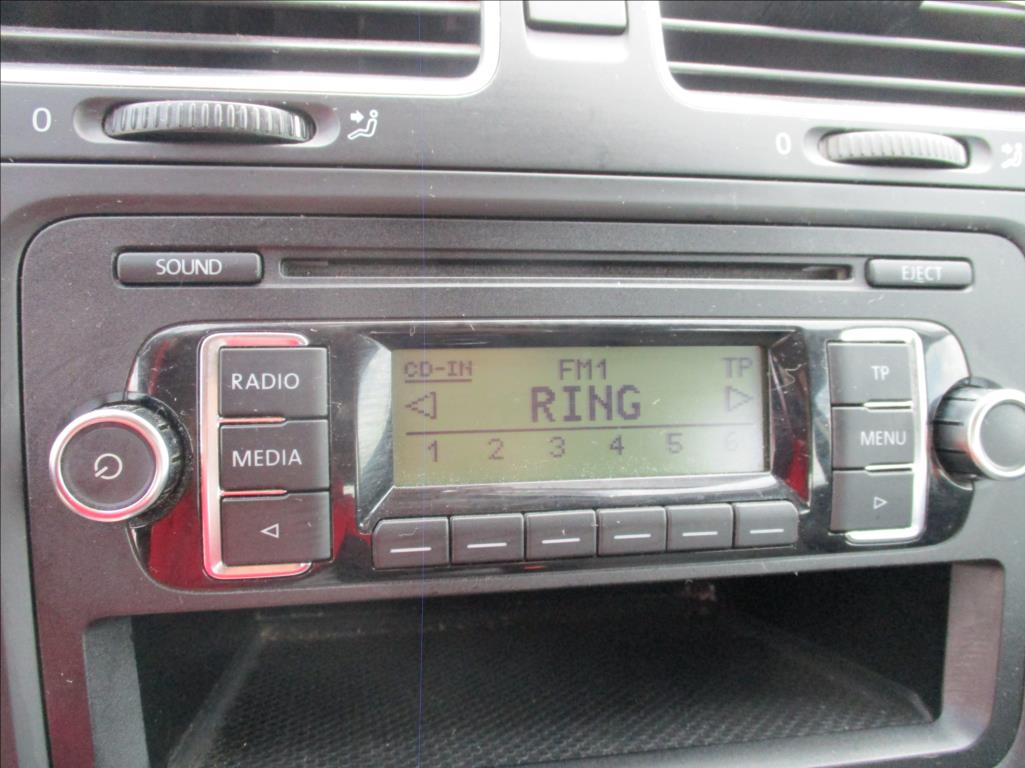 0
0
SOUND
EJECT
RADIO
MEDIA
CD-IN FM1 TP
RING
1 2 3 4 5 6
TP
MENU